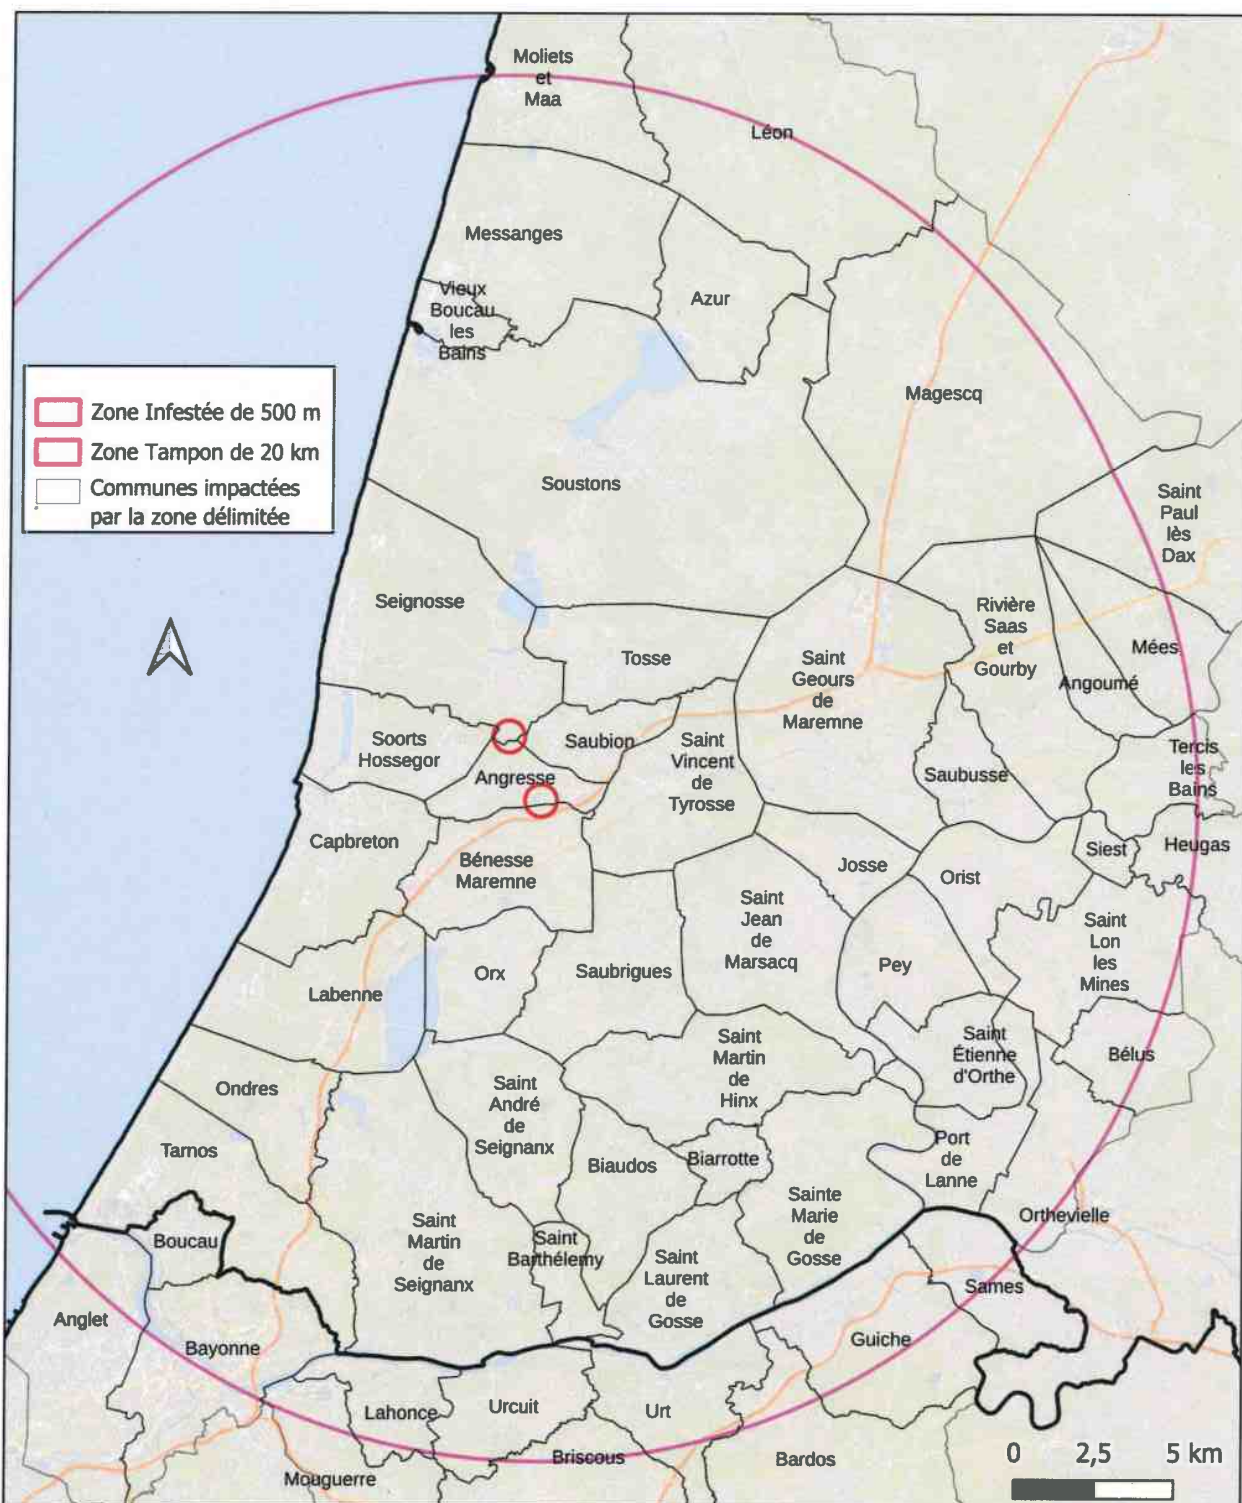 Moliets
et
Maa
Léon
Messanges
Vieux
Boucau
les
Bains
Azur
Magescq
Zone Infestée de 500 m
Zone Tampon de 20 km
Communes impactées
par la zone délimitée
Soustons
Saint
Paul
lès
Dax
Seignosse
Tosse
Saint
Geours
de
Maremne
Rivière
Saas
et
Gourby
Mées
Angoumé
Soorts
Hossegor
Saubion
Angresse
Saint
Vincent
de
Tyrosse
Saubusse
Tercis
les
Bains
Capbreton
Bénesse
Maremne
Josse
Orist
Siest
Heugas
Labenne
Orx
Saubrigues
Saint
Jean
de
Marsacq
Pey
Saint
Lon
les
Mines
Saint
Étienne
d'Orthe
Bélus
Ondres
Saint
André
de
Seignanx
Saint
Martin
de
Hinx
Tarnos
Biaudos
Biarrotte
Port
de
Lanne
Boucau
Saint
Martin
de
Seignanx
Saint
Barthélemy
Saint
Laurent
de
Gosse
Sainte
Marie
de
Gosse
Orthevielle
Anglet
Bayonne
Guiche
Sames
Lahonce
Urcuit
Urt
Mouguerre
Briscous
Bardos
0 2,5 5 km